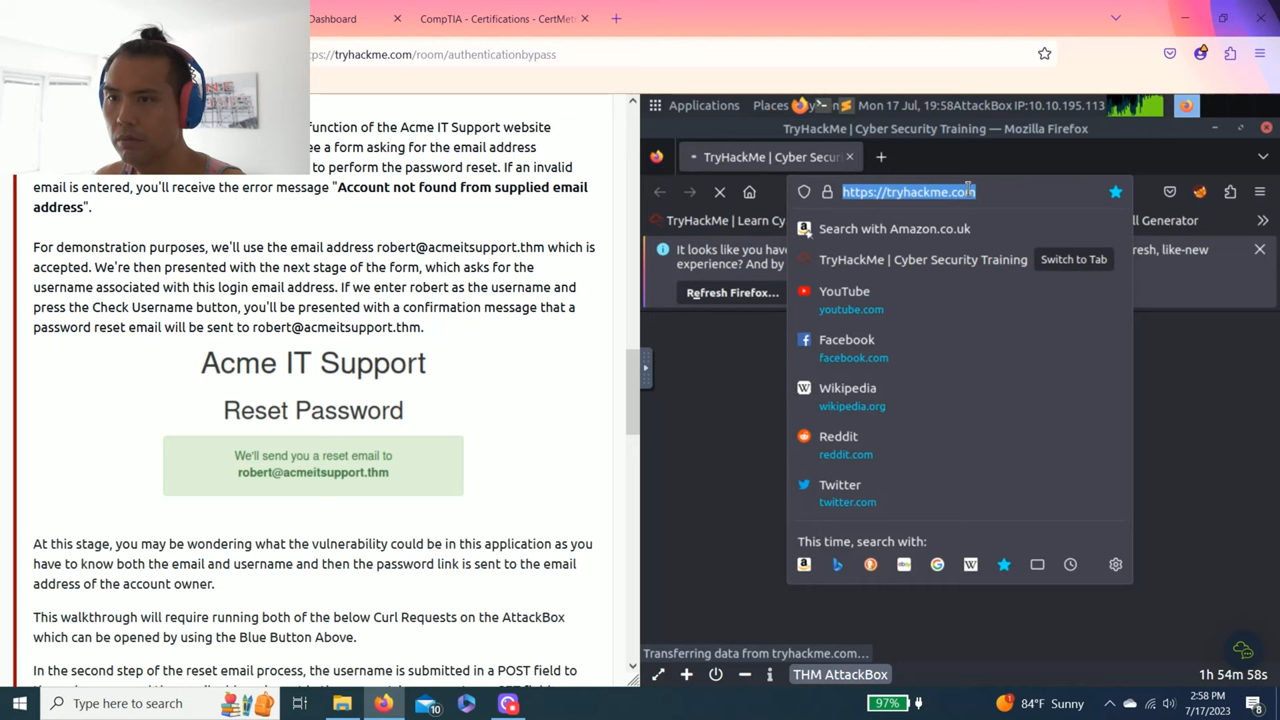 Dashboard
CompTIA - Certifications - CertMet
tryhackme.com/room/authenticationbypass
Applications Places Mon 17 Jul, 19:58 AttackBox IP:10.10.195.113
TryHackMe | Cyber Security Training — Mozilla Firefox
TryHackMe | Cyber Secur
https://tryhackme.com
TryHackMe | Learn Cy
l Generator
It looks like you have
experience? And by
resh, like-new
Refresh Firefox...
Search with Amazon.co.uk
TryHackMe | Cyber Security Training Switch to Tab
YouTube
youtube.com
Facebook
facebook.com
Wikipedia
wikipedia.org
Reddit
reddit.com
Twitter
twitter.com
This time, search with:
Transferring data from tryhackme.com...
THM AttackBox
1h 54m 58s
function of the Acme IT Support website
ee a form asking for the email address
to perform the password reset. If an invalid
email is entered, you'll receive the error message "Account not found from supplied email
address".
For demonstration purposes, we'll use the email address robert@acmeitsupport.thm which is
accepted. We're then presented with the next stage of the form, which asks for the
username associated with this login email address. If we enter robert as the username and
press the Check Username button, you'll be presented with a confirmation message that a
password reset email will be sent to robert@acmeitsupport.thm.
Acme IT Support
Reset Password
We'll send you a reset email to
robert@acmeitsupport.thm
At this stage, you may be wondering what the vulnerability could be in this application as you
have to know both the email and username and then the password link is sent to the email
address of the account owner.
This walkthrough will require running both of the below Curl Requests on the AttackBox
which can be opened by using the Blue Button Above.
In the second step of the reset email process, the username is submitted in a POST field to
Type here to search
10
97%
84°F Sunny
2:58 PM
7/17/2023
8